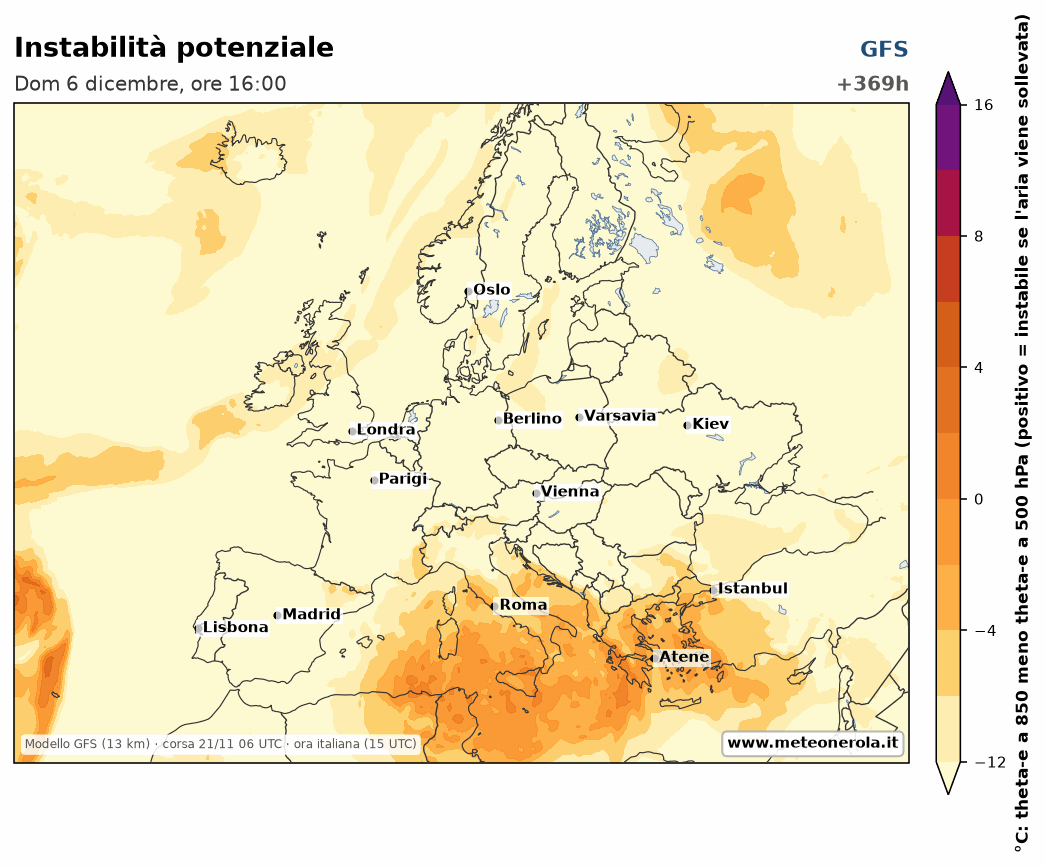 Instabilità potenziale
GFS
Dom 6 dicembre, ore 16:00
+369h
Oslo
Londra
Berlino
Varsavia
Kiev
Parigi
Vienna
Istanbul
Roma
Madrid
Lisbona
Atene
Modello GFS (13 km) · corsa 21/11 06 UTC · ora italiana (15 UTC)
www.meteonerola.it
16
8
4
0
−4
−12
°C: theta-e a 850 meno theta-e a 500 hPa (positivo = instabile se l'aria viene sollevata)